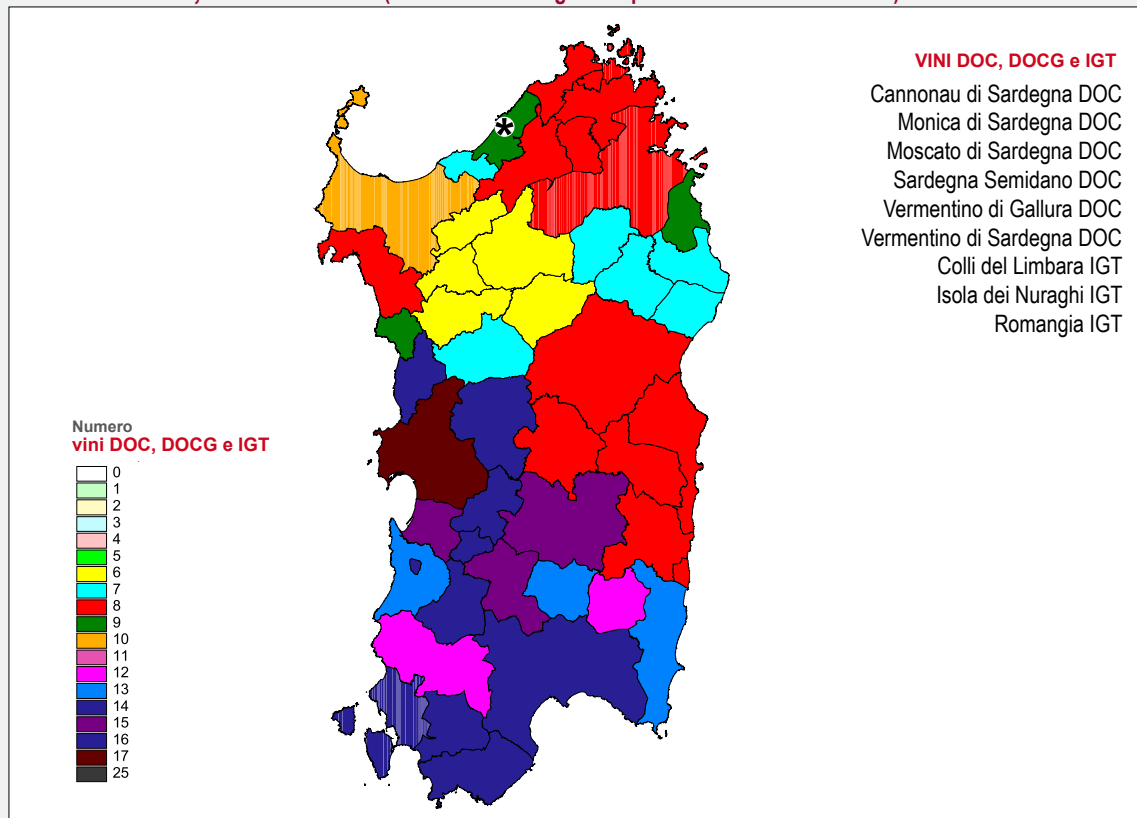 VINI DOC, DOCG e IGT
Cannonau di Sardegna DOC
Monica di Sardegna DOC
Moscato di Sardegna DOC
Sardegna Semidano DOC
Vermentino di Gallura DOC
Vermentino di Sardegna DOC
Colli del Limbara IGT
Isola dei Nuraghi IGT
Romangia IGT
*
Numero
vini DOC, DOCG e IGT
0
1
2
3
4
5
6
7
8
9
10
11
12
13
14
15
16
17
25